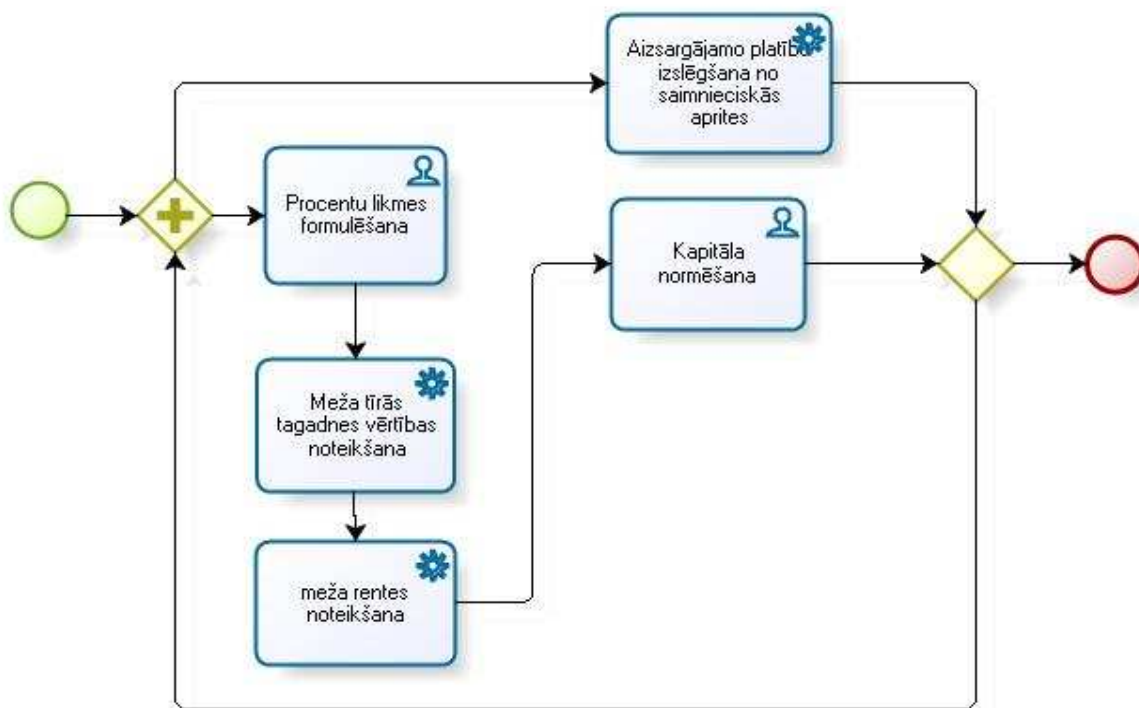 Aizsargājamo platību
izslēgšana no
saimnieciskās
aprites
Procentu likmes
formulēšana
Kapitāla
normēšana
Meža tīrās
tagadnes vērtības
noteikšana
meža rentes
noteikšana